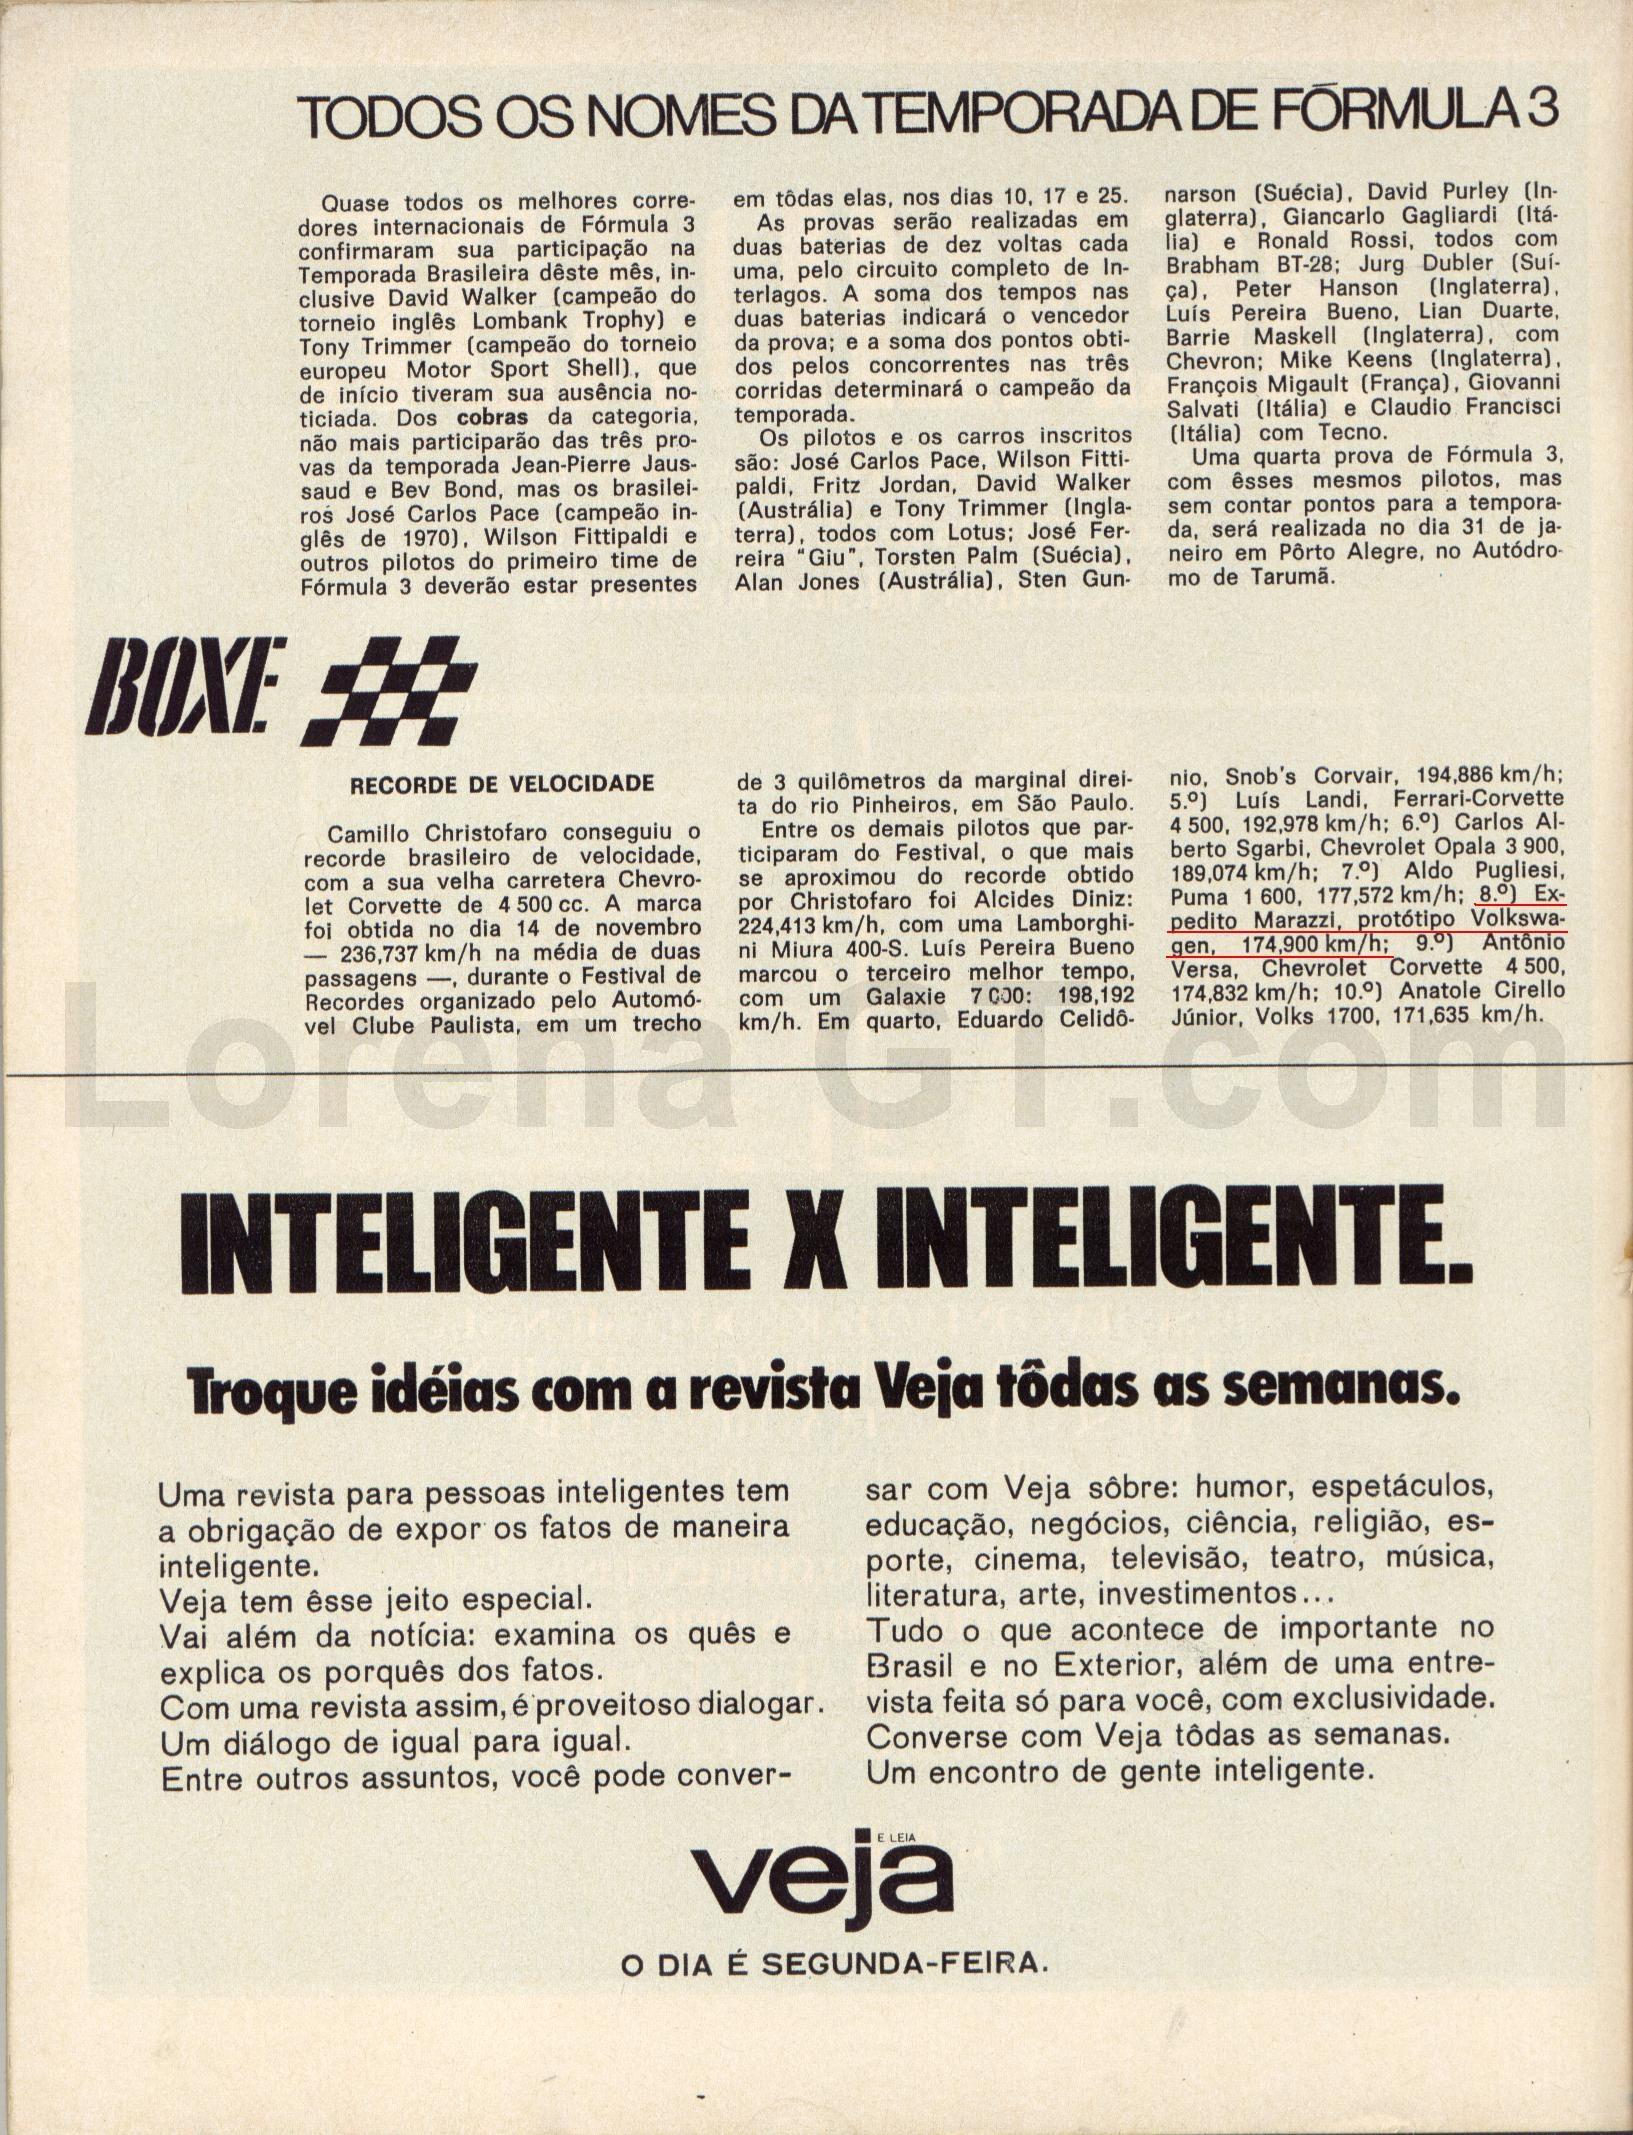 TODOS OS NOMES DA TEMPORADA DE FÓRMULA 3
Quase todos os melhores corre-
dores internacionais de Fórmula 3
confirmaram sua participação na
Temporada Brasileira dêste mês, in-
clusive David Walker (campeão do
torneio inglês Lombank Trophy) e
Tony Trimmer (campeão do torneio
europeu Motor Sport Shell), que
de início tiveram sua ausência no-
ticiada. Dos cobras da categoria,
não mais participarão das três pro-
vas da temporada Jean-Pierre Jaus-
saud e Bev Bond, mas os brasilei-
ros José Carlos Pace (campeão in-
glês de 1970), Wilson Fittipaldi e
outros pilotos do primeiro time de
Fórmula 3 deverão estar presentes
em tôdas elas, nos dias 10, 17 e 25.
As provas serão realizadas em
duas baterias de dez voltas cada
uma, pelo circuito completo de In-
terlagos. A soma dos tempos nas
duas baterias indicará o vencedor
da prova; e a soma dos pontos obti-
dos pelos concorrentes nas três
corridas determinará o campeão da
temporada.
Os pilotos e os carros inscritos
são: José Carlos Pace, Wilson Fitti-
paldi, Fritz Jordan, David Walker
(Austrália) e Tony Trimmer (Ingla-
terra), todos com Lotus; José Fer-
reira "Giu", Torsten Palm (Suécia),
Alan Jones (Austrália), Sten Gun-
narson (Suécia), David Purley (In-
glaterra), Giancarlo Gagliardi (Itá-
lia) e Ronald Rossi, todos com
Brabham BT-28; Jurg Dubler (Suí-
ça), Peter Hanson (Inglaterra),
Luís Pereira Bueno, Lian Duarte,
Barrie Maskell (Inglaterra), com
Chevron; Mike Keens (Inglaterra),
François Migault (França), Giovanni
Salvati (Itália) e Claudio Francisci
(Itália) com Tecno.
Uma quarta prova de Fórmula 3,
com êsses mesmos pilotos, mas
sem contar pontos para a tempora-
da, será realizada no dia 31 de ja-
neiro em Pôrto Alegre, no Autódro-
mo de Tarumã.
BOXE
RECORDE DE VELOCIDADE
Camillo Christofaro conseguiu o
recorde brasileiro de velocidade,
com a sua velha carretera Chevro-
let Corvette de 4 500 cc. A marca
foi obtida no dia 14 de novembro
— 236,737 km/h na média de duas
passagens —, durante o Festival de
Recordes organizado pelo Automó-
vel Clube Paulista, em um trecho
de 3 quilômetros da marginal direi-
ta do rio Pinheiros, em São Paulo.
Entre os demais pilotos que par-
ticiparam do Festival, o que mais
se aproximou do recorde obtido
por Christofaro foi Alcides Diniz:
224,413 km/h, com uma Lamborghi-
ni Miura 400-S. Luís Pereira Bueno
marcou o terceiro melhor tempo,
com um Galaxie 7 000: 198,192
km/h. Em quarto, Eduardo Celidô-
nio, Snob's Corvair, 194,886 km/h;
5.º) Luís Landi, Ferrari-Corvette
4 500, 192,978 km/h; 6.º) Carlos Al-
berto Sgarbi, Chevrolet Opala 3 900,
189,074 km/h; 7.º) Aldo Pugliesi,
Puma 1 600, 177,572 km/h; 8.º) Ex-
pedito Marazzi, protótipo Volkswa-
gen, 174,900 km/h; 9.º) Antônio
Versa, Chevrolet Corvette 4 500,
174,832 km/h; 10.º) Anatole Cirello
Júnior, Volks 1700, 171,635 km/h.
Lorena GT.com
INTELIGENTE X INTELIGENTE.
Troque idéias com a revista Veja tôdas as semanas.
Uma revista para pessoas inteligentes tem
a obrigação de expor os fatos de maneira
inteligente.
Veja tem êsse jeito especial.
Vai além da notícia: examina os quês e
explica os porquês dos fatos.
Com uma revista assim, é proveitoso dialogar.
Um diálogo de igual para igual.
Entre outros assuntos, você pode conver-
sar com Veja sôbre: humor, espetáculos,
educação, negócios, ciência, religião, es-
porte, cinema, televisão, teatro, música,
literatura, arte, investimentos...
Tudo o que acontece de importante no
Brasil e no Exterior, além de uma entre-
vista feita só para você, com exclusividade.
Converse com Veja tôdas as semanas.
Um encontro de gente inteligente.
E LEIA
veja
O DIA É SEGUNDA-FEIRA.